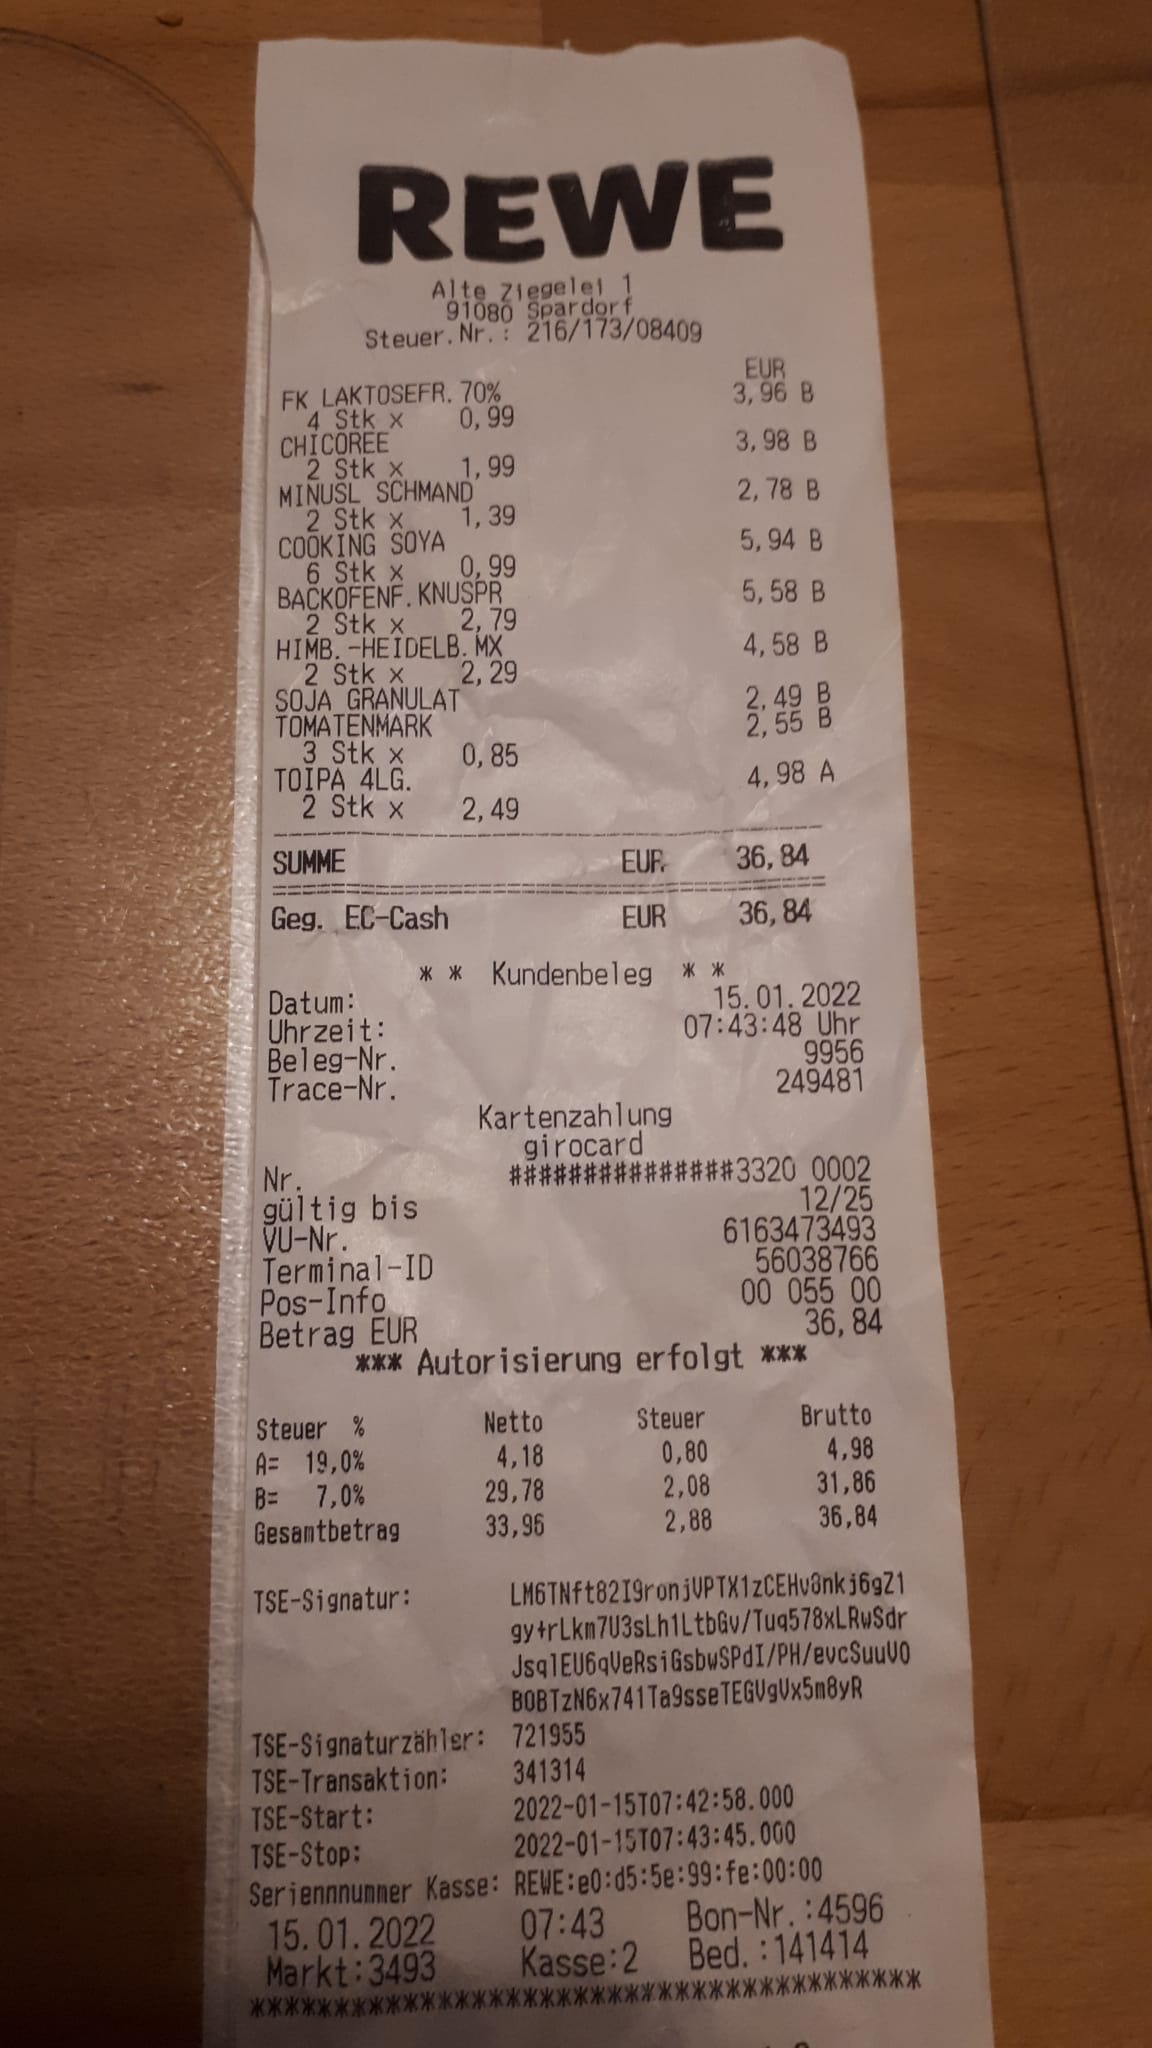 REWE
Alte Ziegelei 1
91080 Spardorf
Steuer.Nr.: 216/173/08409
EUR
FK LAKTOSEFR. 70% 3,96 B
4 Stk x 0,99
CHICOREE 3,98 B
2 Stk x 1,99
MINUSL SCHMAND 2,78 B
2 Stk x 1,39
COOKING SOYA 5,94 B
6 Stk x 0,99
BACKOFENF. KNUSPR 5,58 B
2 Stk x 2,79
HIMB.-HEIDELB. MX 4,58 B
2 Stk x 2,29
SOJA GRANULAT 2,49 B
TOMATENMARK 2,55 B
3 Stk x 0,85
TOIPA 4LG. 4,98 A
2 Stk x 2,49
SUMME EUR 36,84
Geg. EC-Cash EUR 36,84
* * Kundenbeleg * *
Datum: 15.01.2022
Uhrzeit: 07:43:48 Uhr
Beleg-Nr. 9956
Trace-Nr. 249481
Kartenzahlung
girocard
Nr. ###############3320 0002
gültig bis 12/25
VU-Nr. 6163473493
Terminal-ID 56038766
Pos-Info 00 055 00
Betrag EUR 36,84
*** Autorisierung erfolgt ***
Steuer % Netto Steuer Brutto
A= 19,0% 4,18 0,80 4,98
B= 7,0% 29,78 2,08 31,86
Gesamtbetrag 33,96 2,88 36,84
TSE-Signatur: LM6TNft82I9ronjVPTX1zCEHv8nkj6gZ1
gy+rLkm7U3sLh1LtbGv/Tuq578xLRwSdr
JsqlEU6qVeRsiGsbwSPdI/PH/evcSuuV0
B0BTzN6x741Ta9sseTEGVgVx5m8yR
TSE-Signaturzähler: 721955
TSE-Transaktion: 341314
TSE-Start: 2022-01-15T07:42:58.000
TSE-Stop: 2022-01-15T07:43:45.000
Seriennnummer Kasse: REWE:e0:d5:5e:99:fe:00:00
15.01.2022 07:43 Bon-Nr.:4596
Markt:3493 Kasse:2 Bed.:141414
****************************************